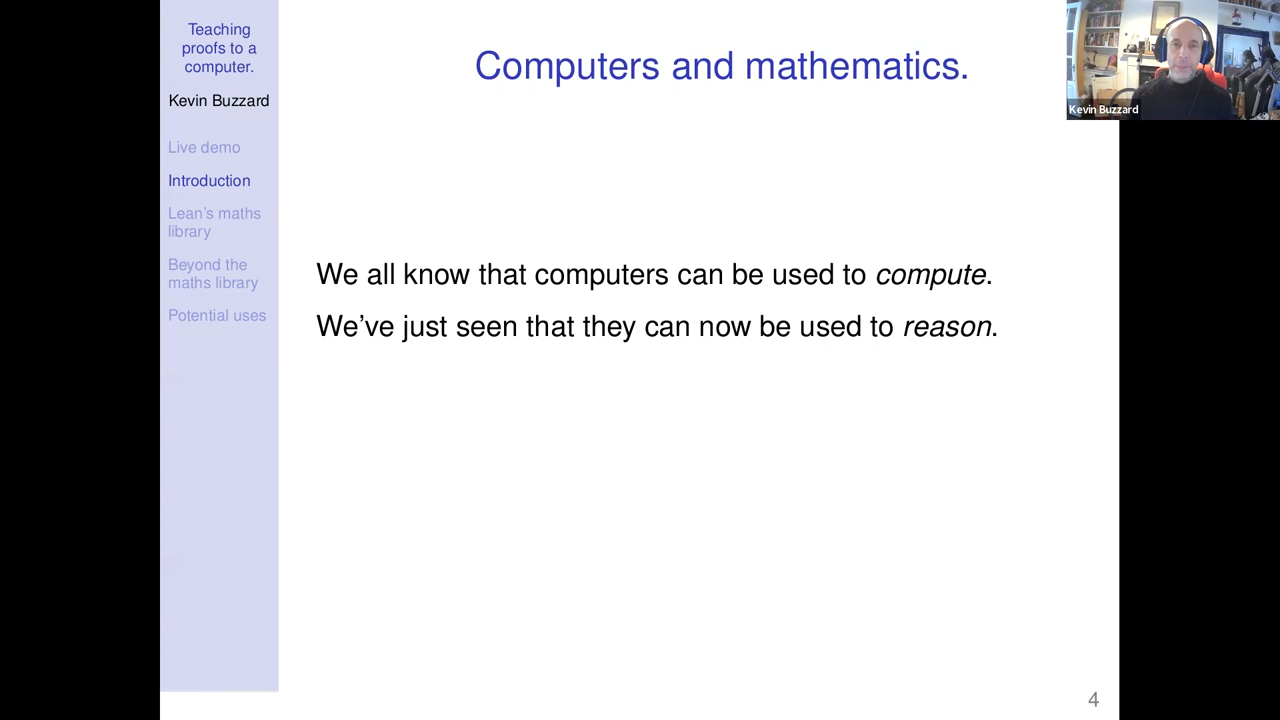 Teaching
proofs to a
computer.
Kevin Buzzard
Live demo
Introduction
Lean's maths
library
Beyond the
maths library
Potential uses
Computers and mathematics.
We all know that computers can be used to compute.
We've just seen that they can now be used to reason.
4
Kevin Buzzard